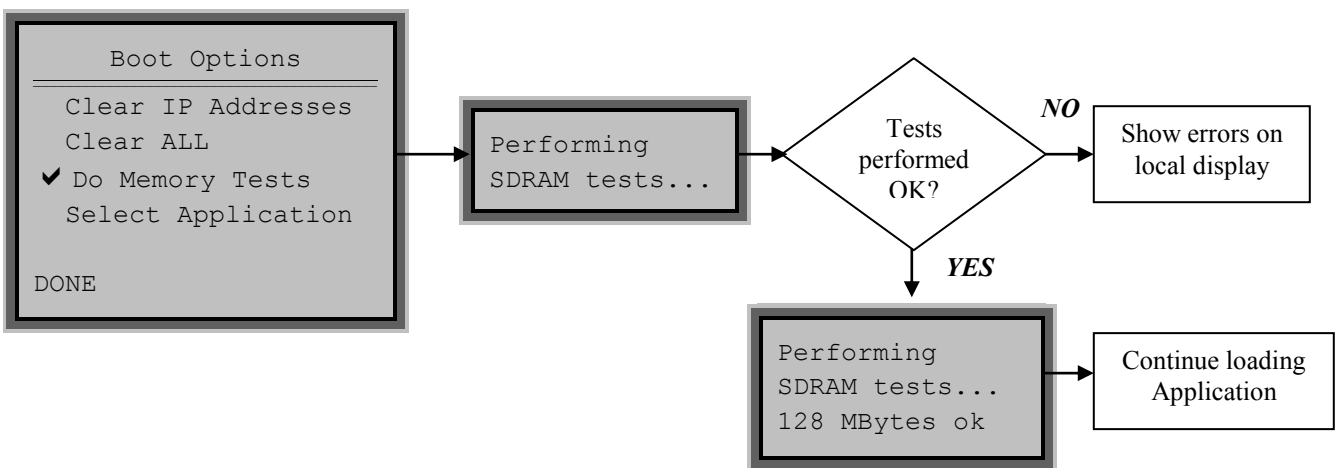 Boot Options
Clear IP Addresses
Clear ALL
✔ Do Memory Tests
Select Application
DONE
Performing
SDRAM tests...
Tests
performed
OK?
NO
Show errors on
local display
YES
Performing
SDRAM tests...
128 MBytes ok
Continue loading
Application